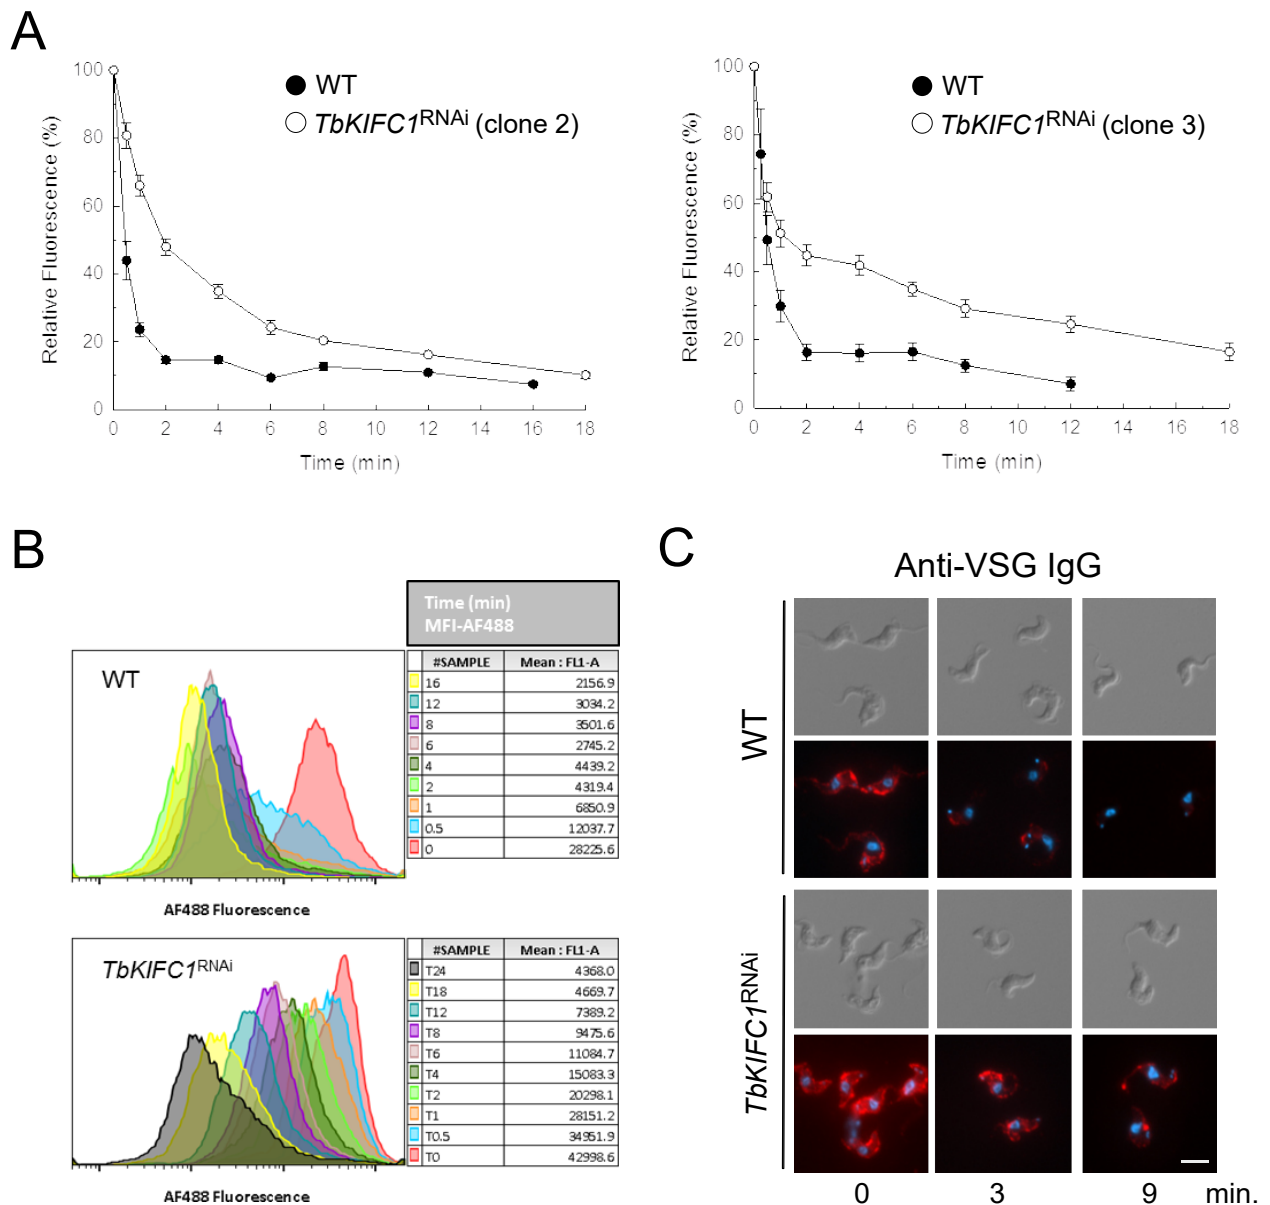 A
100
80
60
40
20
0
Relative Fluorescence (%)
0 2 4 6 8 10 12 14 16 18
Time (min)
WT
TbKIFC1RNAi (clone 2)
100
80
60
40
20
0
Relative Fluorescence (%)
0 2 4 6 8 10 12 14 16 18
Time (min)
WT
TbKIFC1RNAi (clone 3)
B
Time (min)
MFI-AF488
WT
AF488 Fluorescence
#SAMPLE Mean : FL1-A
16 2156.9
12 3034.2
8 3501.6
6 2745.2
4 4439.2
2 4319.4
1 6850.9
0.5 12037.7
0 28225.6
TbKIFC1RNAi
AF488 Fluorescence
#SAMPLE Mean : FL1-A
T24 4368.0
T18 4669.7
T12 7389.2
T8 9475.6
T6 11084.7
T4 15083.3
T2 20298.1
T1 28151.2
T0.5 34951.9
T0 42998.6
C
Anti-VSG IgG
WT
TbKIFC1RNAi
0 3 9 min.